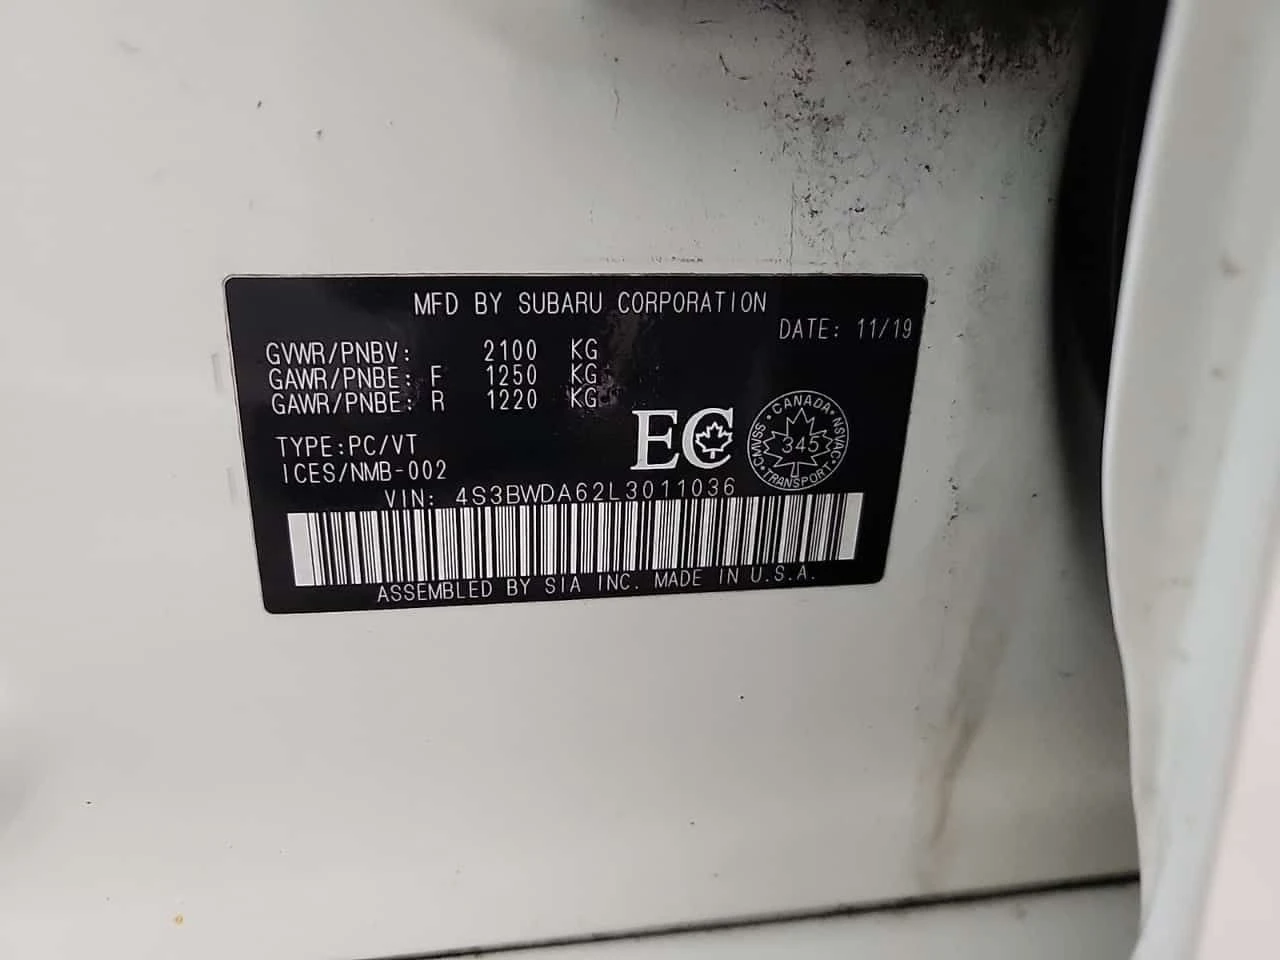 MFD BY SUBARU CORPORATION
DATE: 11/19
GVWR/PNBV: 2100 KG
GAWR/PNBE: F 1250 KG
GAWR/PNBE: R 1220 KG
TYPE:PC/VT
ICES/NMB-002
EC
CANADA
NSVAC
TRANSPORT
CMVSS
345
VIN: 4S3BWDA62L3011036
ASSEMBLED BY SIA INC. MADE IN U.S.A.